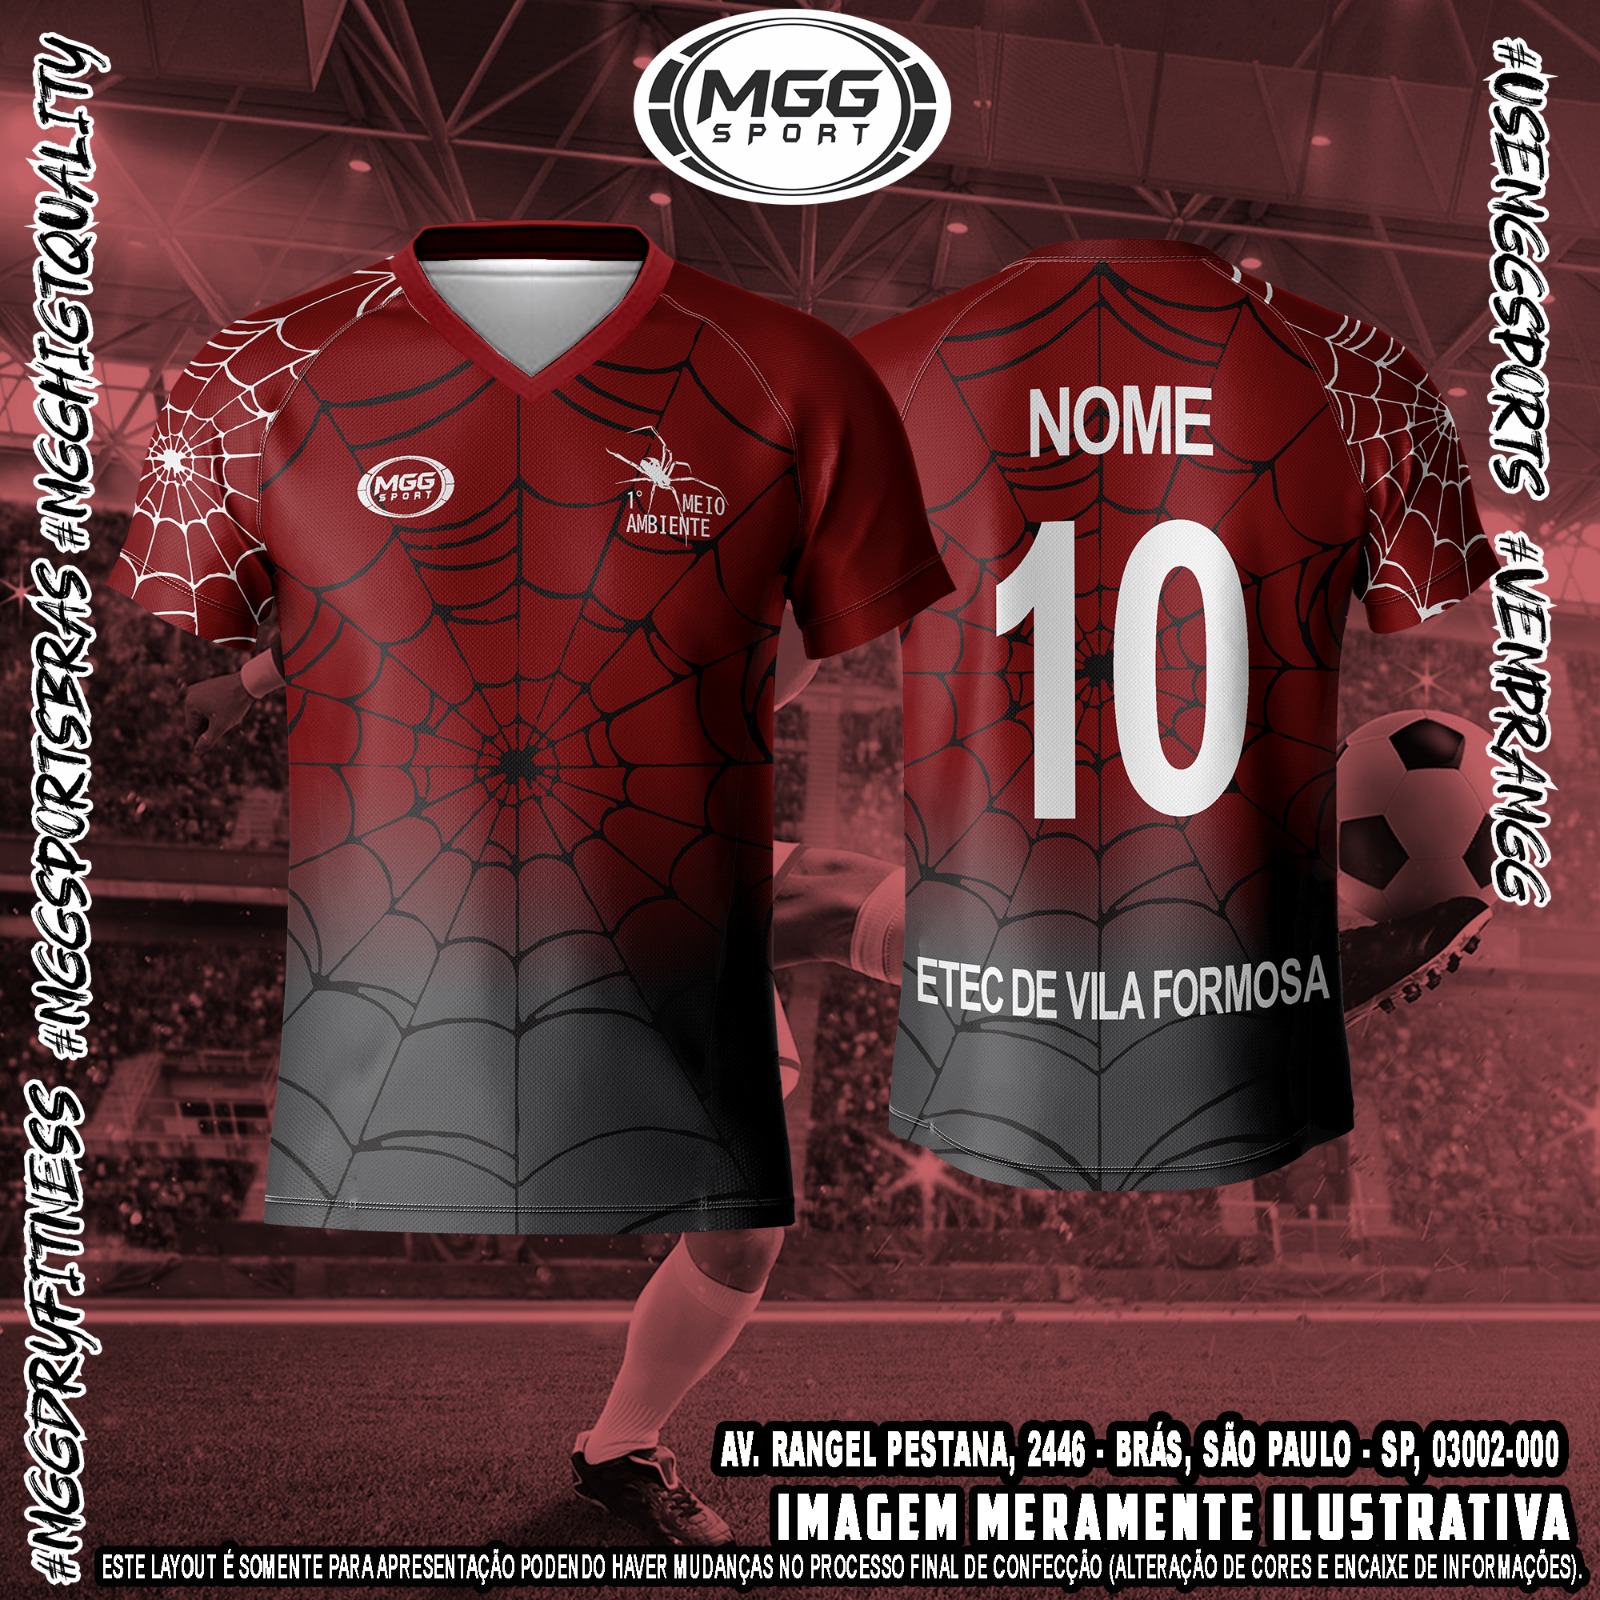 MGG
SPORT
#MGGDRYFITNESS #MGGSPORTSBRÁS #MGGHIGTQUALITY
#USEMGGSPORTS #VEMPRAMGG
MGG
SPORT
1° MEIO
AMBIENTE
NOME
10
ETEC DE VILA FORMOSA
AV. RANGEL PESTANA, 2446 - BRÁS, SÃO PAULO - SP, 03002-000
IMAGEM MERAMENTE ILUSTRATIVA
ESTE LAYOUT É SOMENTE PARA APRESENTAÇÃO PODENDO HAVER MUDANÇAS NO PROCESSO FINAL DE CONFECÇÃO (ALTERAÇÃO DE CORES E ENCAIXE DE INFORMAÇÕES).